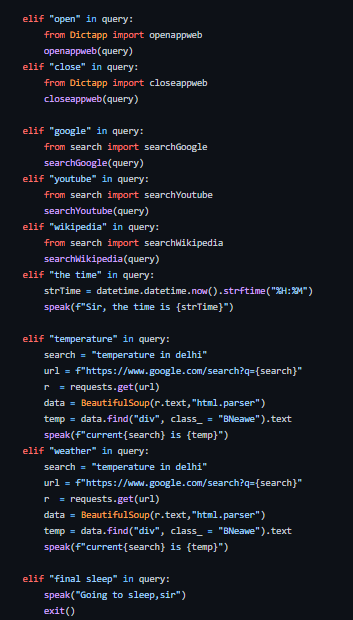 elif "open" in query:
from Dictapp import openappweb
openappweb(query)
elif "close" in query:
from Dictapp import closeappweb
closeappweb(query)
elif "google" in query:
from search import searchGoogle
searchGoogle(query)
elif "youtube" in query:
from search import searchYoutube
searchYoutube(query)
elif "wikipedia" in query:
from search import searchWikipedia
searchWikipedia(query)
elif "the time" in query:
strTime = datetime.datetime.now().strftime("%H:%M")
speak(f"Sir, the time is {strTime}")
elif "temperature" in query:
search = "temperature in delhi"
url = f"https://www.google.com/search?q={search}"
r  = requests.get(url)
data = BeautifulSoup(r.text,"html.parser")
temp = data.find("div", class_ = "BNeawe").text
speak(f"current{search} is {temp}")
elif "weather" in query:
search = "temperature in delhi"
url = f"https://www.google.com/search?q={search}"
r  = requests.get(url)
data = BeautifulSoup(r.text,"html.parser")
temp = data.find("div", class_ = "BNeawe").text
speak(f"current{search} is {temp}")
elif "final sleep" in query:
speak("Going to sleep,sir")
exit()